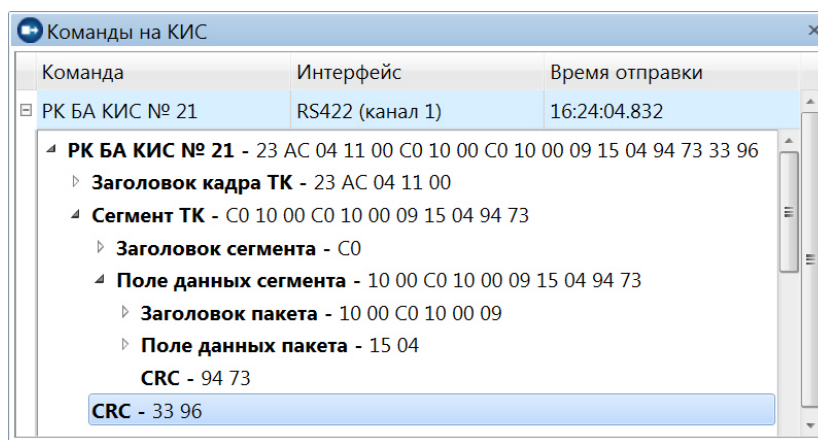 Команды на КИС
Команда Интерфейс Время отправки
РК БА КИС № 21 RS422 (канал 1) 16:24:04.832
РК БА КИС № 21 - 23 AC 04 11 00 C0 10 00 C0 10 00 09 15 04 94 73 33 96
Заголовок кадра ТК - 23 AC 04 11 00
Сегмент ТК - C0 10 00 C0 10 00 09 15 04 94 73
Заголовок сегмента - C0
Поле данных сегмента - 10 00 C0 10 00 09 15 04 94 73
Заголовок пакета - 10 00 C0 10 00 09
Поле данных пакета - 15 04
CRC - 94 73
CRC - 33 96